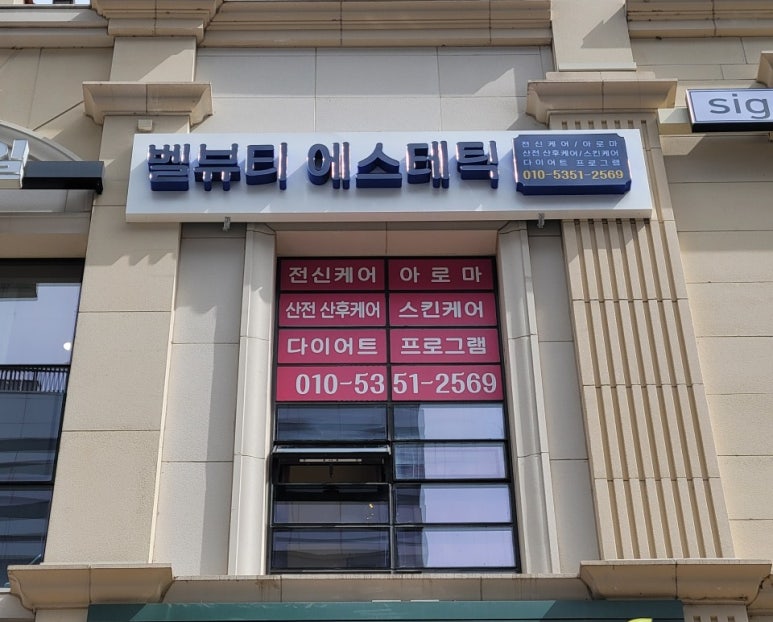 벨뷰티 에스테틱
전신케어/아로마
산전 산후케어/스킨케어
다이어트 프로그램
010-5351-2569
sig
전신케어 아로마
산전 산후케어 스킨케어
다이어트 프로그램
010-5351-2569